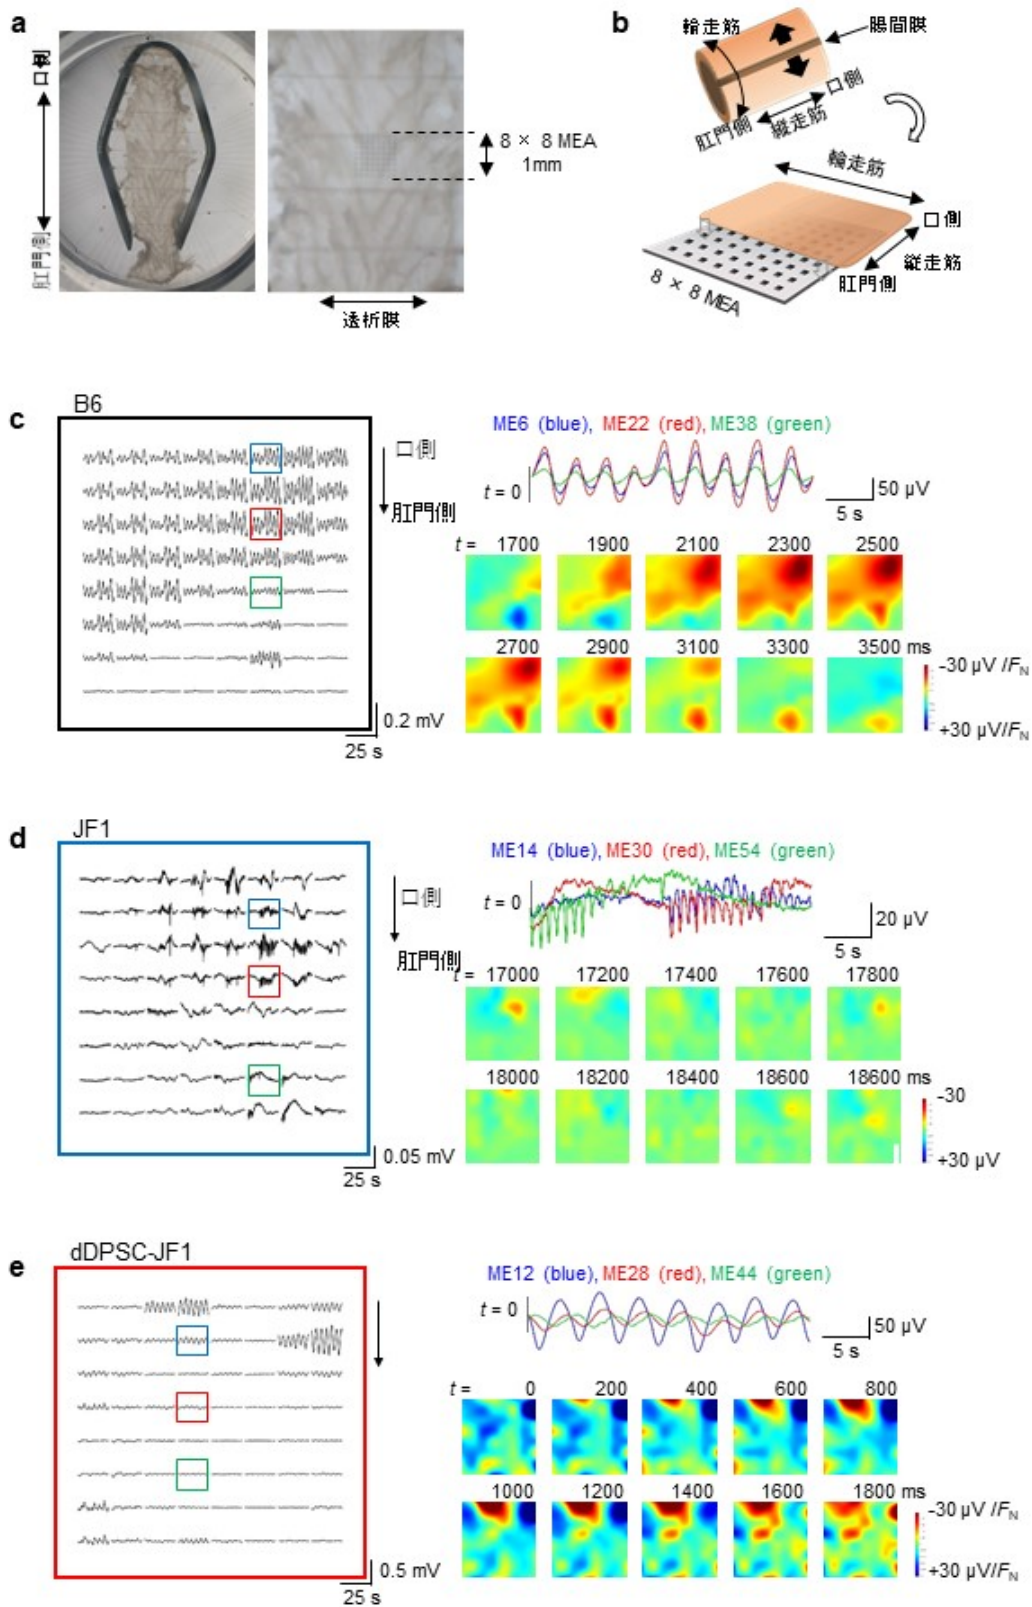 a
口側
肛門側
8 × 8 MEA
1mm
透析膜
b
輪走筋
腸間膜
口側
肛門側
縦走筋
輪走筋
口側
縦走筋
肛門側
8 × 8 MEA
c
B6
口側
肛門側
0.2 mV
25 s
ME6 (blue), ME22 (red), ME38 (green)
t = 0
50 µV
5 s
t = 1700 1900 2100 2300 2500
2700 2900 3100 3300 3500 ms
-30 µV /FN
+30 µV/FN
d
JF1
口側
肛門側
0.05 mV
25 s
ME14 (blue), ME30 (red), ME54 (green)
t = 0
20 µV
5 s
t = 17000 17200 17400 17600 17800
18000 18200 18400 18600 18600 ms
-30
+30 µV
e
dDPSC-JF1
0.5 mV
25 s
ME12 (blue), ME28 (red), ME44 (green)
t = 0
50 µV
5 s
t = 0 200 400 600 800
1000 1200 1400 1600 1800 ms
-30 µV /FN
+30 µV/FN